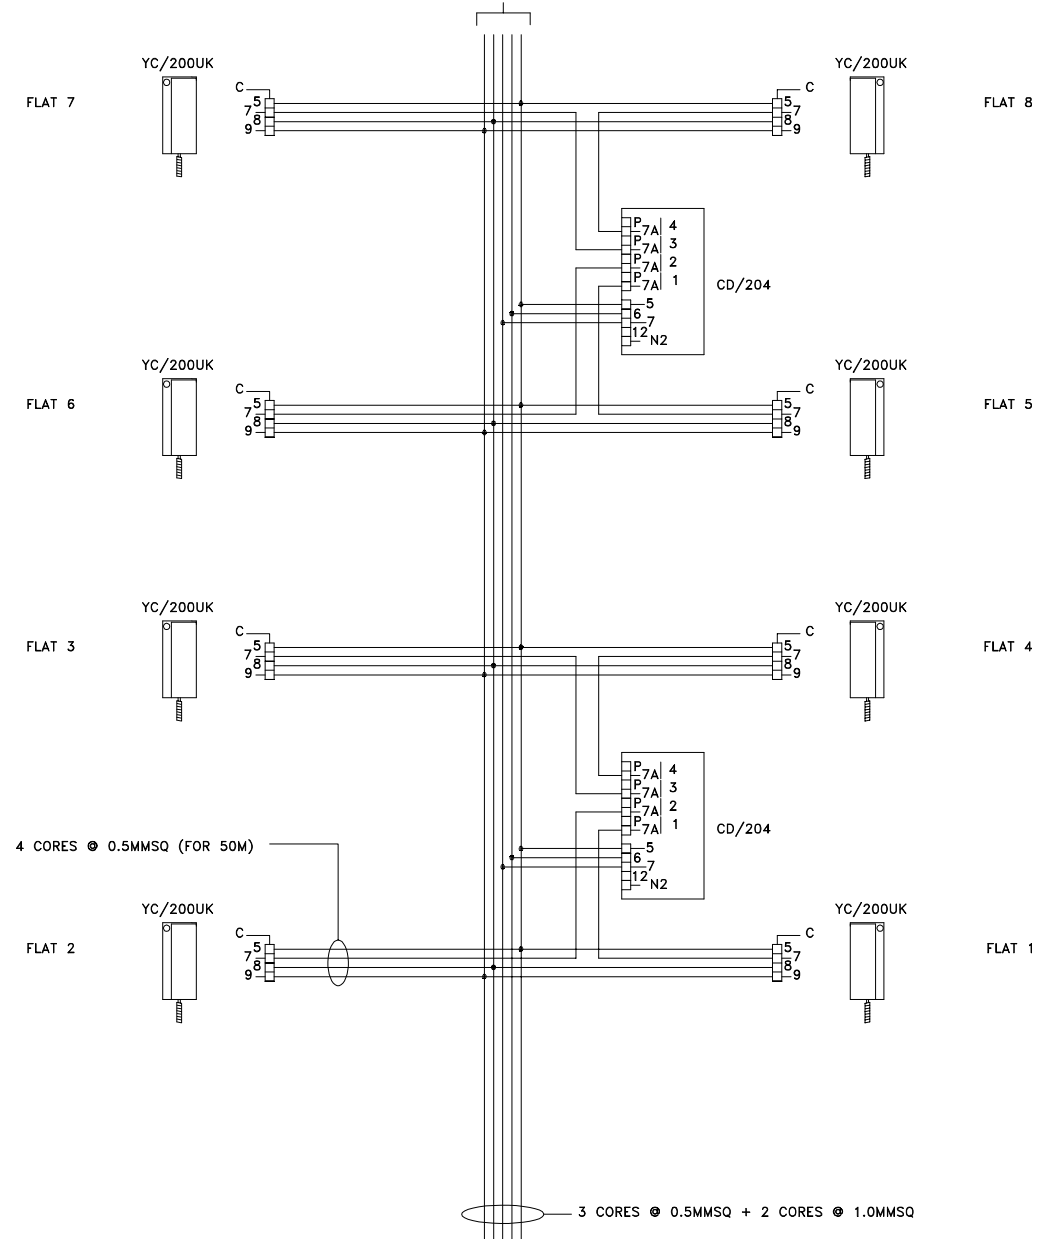 YC/200UK YC/200UK
FLAT 7 C 5 7 8 9 C 5 7 8 9 FLAT 8
P 7A 4
P 7A 3
P 7A 2
P 7A 1
CD/204
5
6
7
12
N2
YC/200UK YC/200UK
FLAT 6 C 5 7 8 9 C 5 7 8 9 FLAT 5
YC/200UK YC/200UK
FLAT 3 C 5 7 8 9 C 5 7 8 9 FLAT 4
P 7A 4
P 7A 3
P 7A 2
P 7A 1
CD/204
5
6
7
12
N2
4 CORES @ 0.5MMSQ (FOR 50M)
YC/200UK YC/200UK
FLAT 2 C 5 7 8 9 C 5 7 8 9 FLAT 1
3 CORES @ 0.5MMSQ + 2 CORES @ 1.0MMSQ